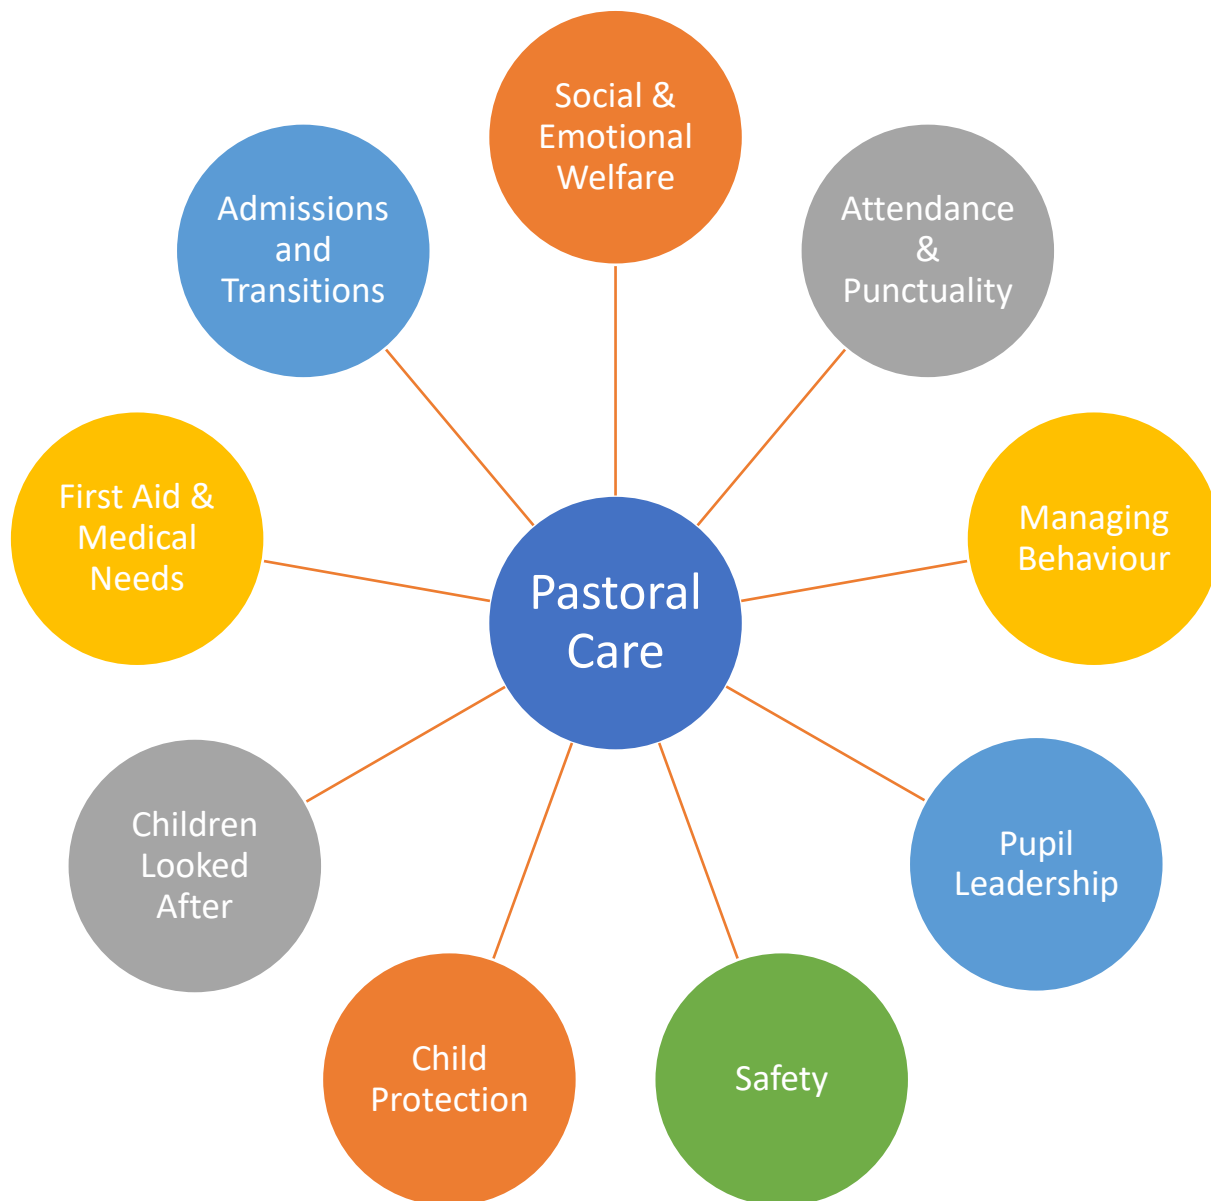 Social &
Emotional
Welfare
Admissions
and
Transitions
Attendance
&
Punctuality
First Aid &
Medical
Needs
Managing
Behaviour
Pastoral
Care
Children
Looked
After
Pupil
Leadership
Child
Protection
Safety